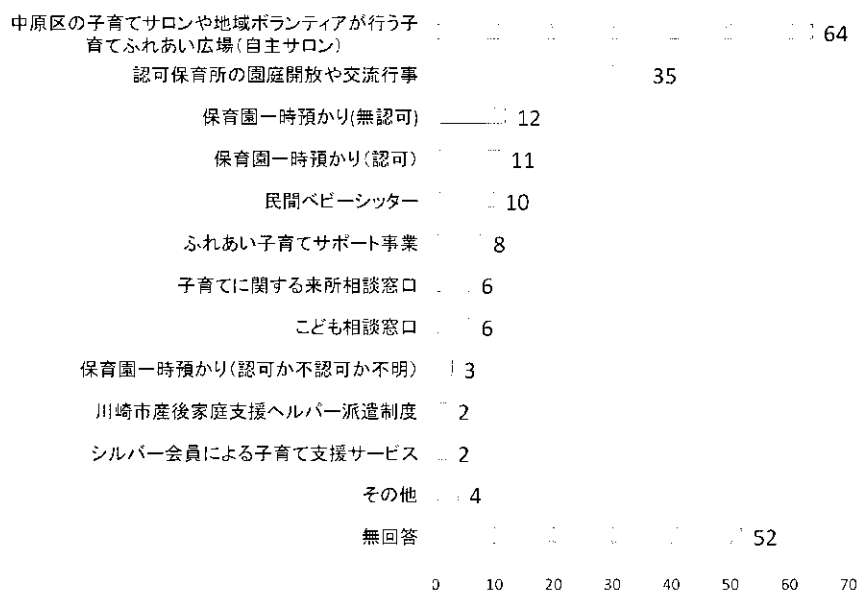 中原区の子育てサロンや地域ボランティアが行う子
育てふれあい広場(自主サロン)
64
認可保育所の園庭開放や交流行事
35
保育園一時預かり(無認可)
12
保育園一時預かり(認可)
11
民間ベビーシッター
10
ふれあい子育てサポート事業
8
子育てに関する来所相談窓口
6
こども相談窓口
6
保育園一時預かり(認可か不認可か不明)
3
川崎市産後家庭支援ヘルパー派遣制度
2
シルバー会員による子育て支援サービス
2
その他
4
無回答
52
0 10 20 30 40 50 60 70